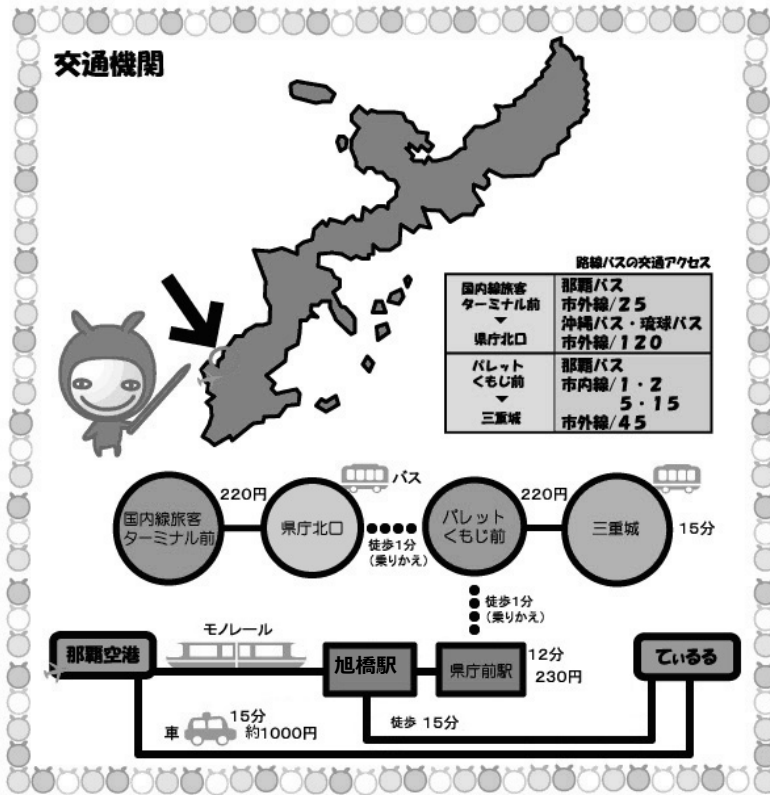 交通機関
路線バスの交通アクセス
国内線旅客
ターミナル前
▼
県庁北口
那覇バス
市外線/25
沖縄バス・琉球バス
市外線/120
パレット
くもじ前
▼
三重城
那覇バス
市内線/1・2
5・15
市外線/45
国内線旅客
ターミナル前
220円
県庁北口
バス
徒歩1分
(乗りかえ)
パレット
くもじ前
220円
三重城
15分
徒歩1分
(乗りかえ)
那覇空港
モノレール
旭橋駅
県庁前駅
12分
230円
てぃるる
徒歩 15分
車
15分
約1000円